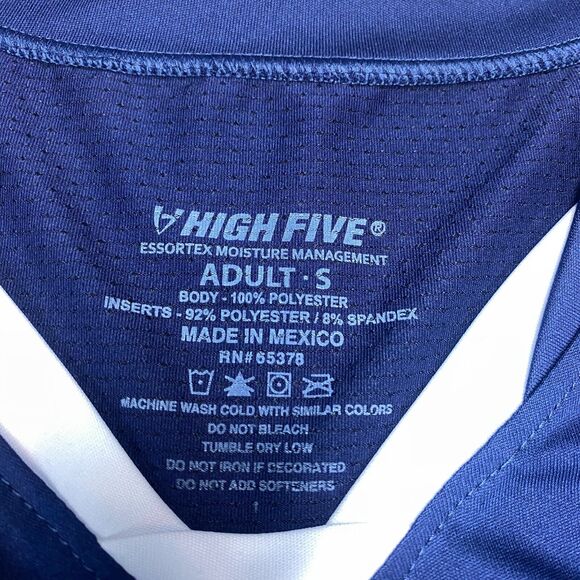 HIGH FIVE®
ESSORTEX MOISTURE MANAGEMENT
ADULT · S
BODY - 100% POLYESTER
INSERTS - 92% POLYESTER / 8% SPANDEX
MADE IN MEXICO
RN# 65378
MACHINE WASH COLD WITH SIMILAR COLORS
DO NOT BLEACH
TUMBLE DRY LOW
DO NOT IRON IF DECORATED
DO NOT ADD SOFTENERS
1